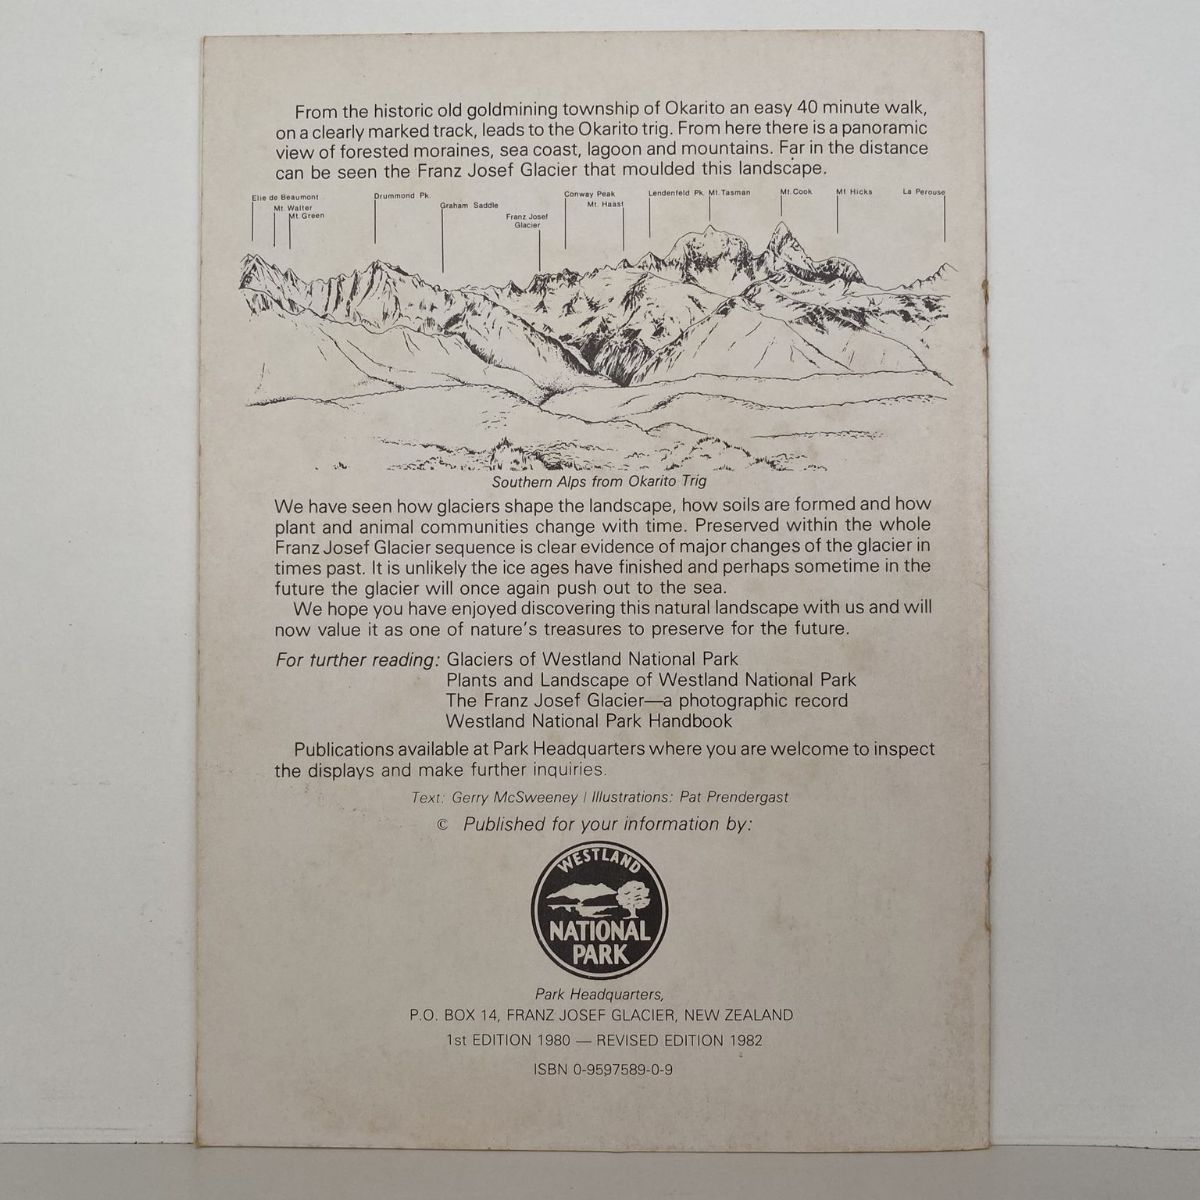 From the historic old goldmining township of Okarito an easy 40 minute walk,
on a clearly marked track, leads to the Okarito trig. From here there is a panoramic
view of forested moraines, sea coast, lagoon and mountains. Far in the distance
can be seen the Franz Josef Glacier that moulded this landscape.
Elie de Beaumont
Mt. Walter
Mt Green
Drummond Pk.
Graham Saddle
Franz Josef
Glacier
Conway Peak
Mt. Haast
Lendenfeld Pk.
Mt. Tasman
Mt. Cook
Mt Hicks
La Perouse
Southern Alps from Okarito Trig
We have seen how glaciers shape the landscape, how soils are formed and how
plant and animal communities change with time. Preserved within the whole
Franz Josef Glacier sequence is clear evidence of major changes of the glacier in
times past. It is unlikely the ice ages have finished and perhaps sometime in the
future the glacier will once again push out to the sea.
We hope you have enjoyed discovering this natural landscape with us and will
now value it as one of nature's treasures to preserve for the future.
For further reading: Glaciers of Westland National Park
Plants and Landscape of Westland National Park
The Franz Josef Glacier—a photographic record
Westland National Park Handbook
Publications available at Park Headquarters where you are welcome to inspect
the displays and make further inquiries.
Text: Gerry McSweeney / Illustrations: Pat Prendergast
© Published for your information by:
WESTLAND
NATIONAL
PARK
Park Headquarters,
P.O. BOX 14, FRANZ JOSEF GLACIER, NEW ZEALAND
1st EDITION 1980 — REVISED EDITION 1982
ISBN 0-9597589-0-9